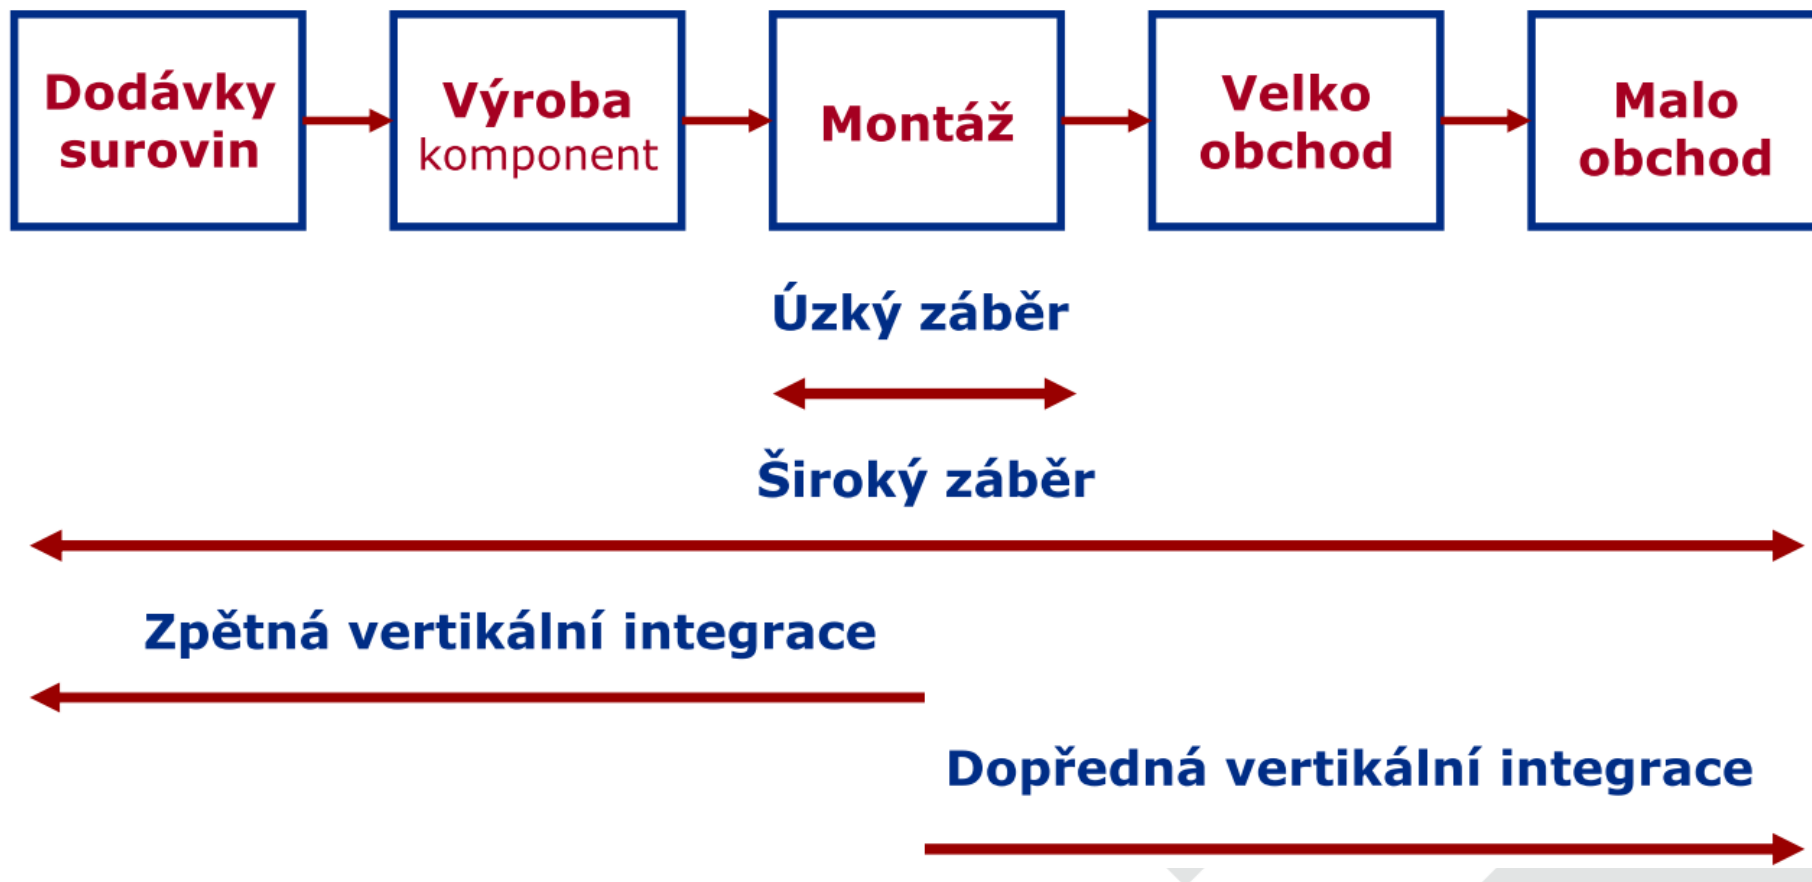 Dodávky
surovin
Výroba
komponent
Montáž
Velko
obchod
Malo
obchod
Úzký záběr
Široký záběr
Zpětná vertikální integrace
Dopředná vertikální integrace